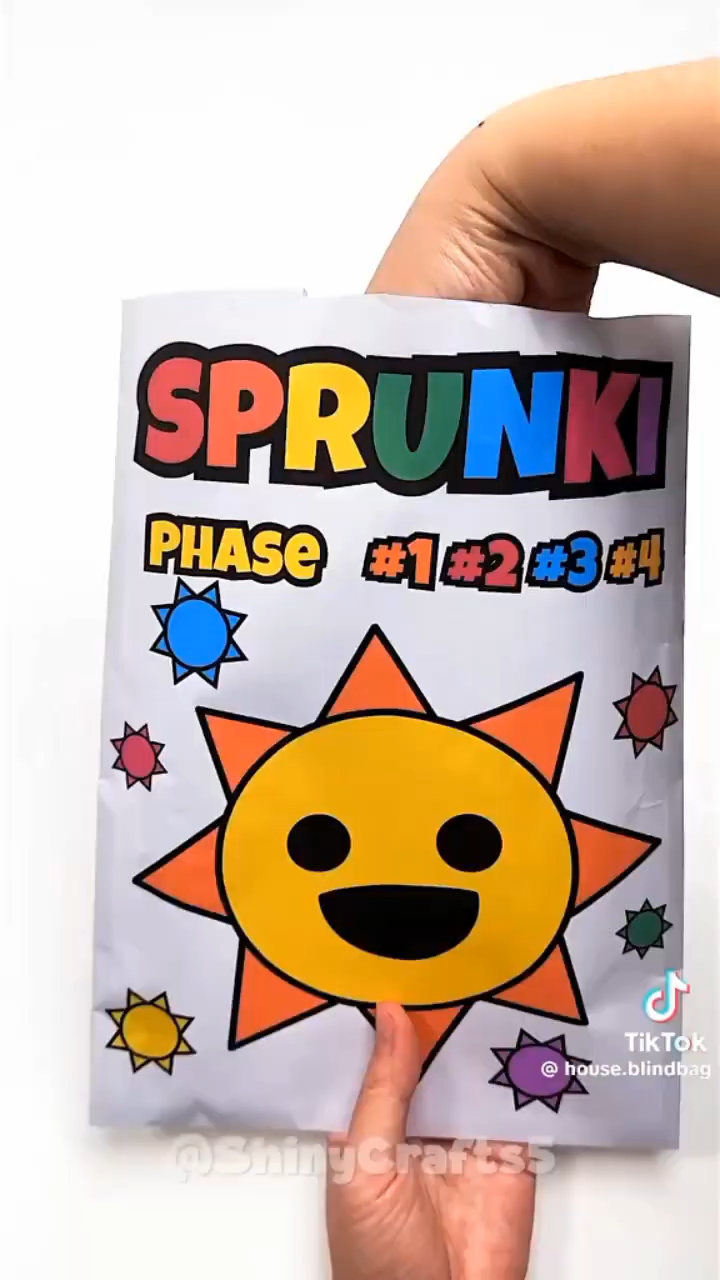 SPRUNKI
PHASe #1 #2 #3 #4
TikTok
@ house.blindbag
@ShinyCrafts5